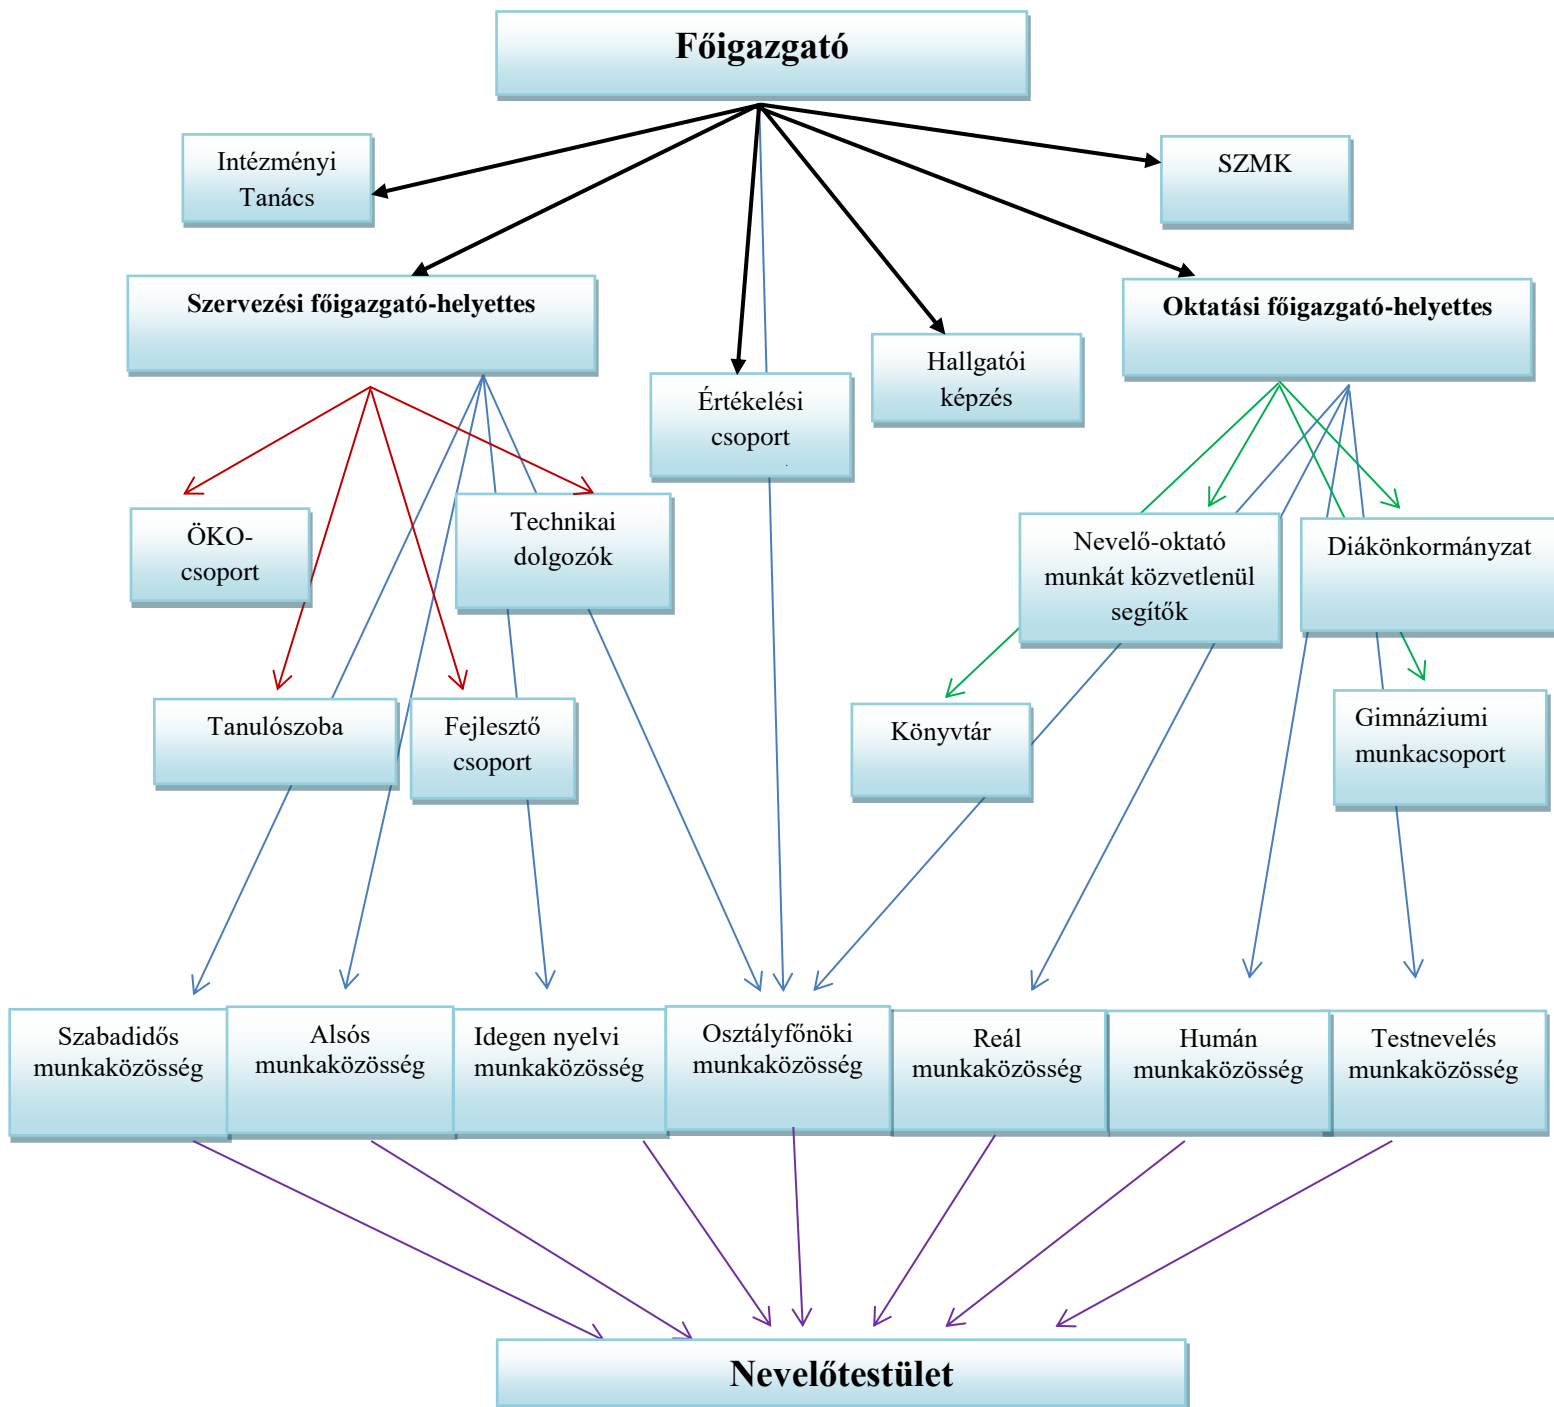 Főigazgató
Intézményi
Tanács
SZMK
Szervezési főigazgató-helyettes
Oktatási főigazgató-helyettes
Hallgatói
képzés
Értékelési
csoport
ÖKO-
csoport
Technikai
dolgozók
Nevelő-oktató
munkát közvetlenül
segítők
Diákönkormányzat
Tanulószoba
Fejlesztő
csoport
Könyvtár
Gimnáziumi
munkacsoport
Szabadidős
munkaközösség
Alsós
munkaközösség
Idegen nyelvi
munkaközösség
Osztályfőnöki
munkaközösség
Reál
munkaközösség
Humán
munkaközösség
Testnevelés
munkaközösség
Nevelőtestület